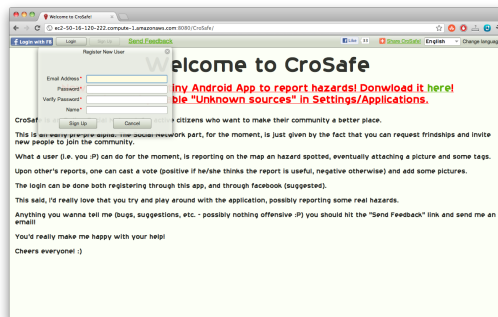 Welcome to CroSafe!
ec2-50-16-120-222.compute-1.amazonaws.com:8080/CroSafe/
Login with FB Login Sign Up Send Feedback Like 33 Share CroSafe! English Change language
Register New User
Email Address*
Password*
Verify Password*
Name*
Sign Up Cancel
Welcome to CroSafe
iny Android App to report hazards! Donwload it here!
ble "Unknown sources" in Settings/Applications.
CroSafe is a citizens who want to make their community a better place.
This is an early pre-pre alpha. The Social Network part, for the moment, is just given by the fact that you can request frindships and invite
new people to join the community.
What a user (i.e. you :P) can do for the moment, is reporting on the map an hazard spotted, eventually attaching a picture and some tags.
Upon other's reports, one can cast a vote (positive if he/she thinks the report is useful, negative otherwise) and add some pictures.
The login can be done both registering through this app, and through facebook (suggested).
This said, I'd really love that you try and play around with the application, possibly reporting some real hazards.
Anything you wanna tell me (bugs, suggestions, etc. - possibly nothing offensive :P) you should hit the "Send Feedback" link and send me an
email!
You'd really make me happy with your help!
Cheers everyone! :)